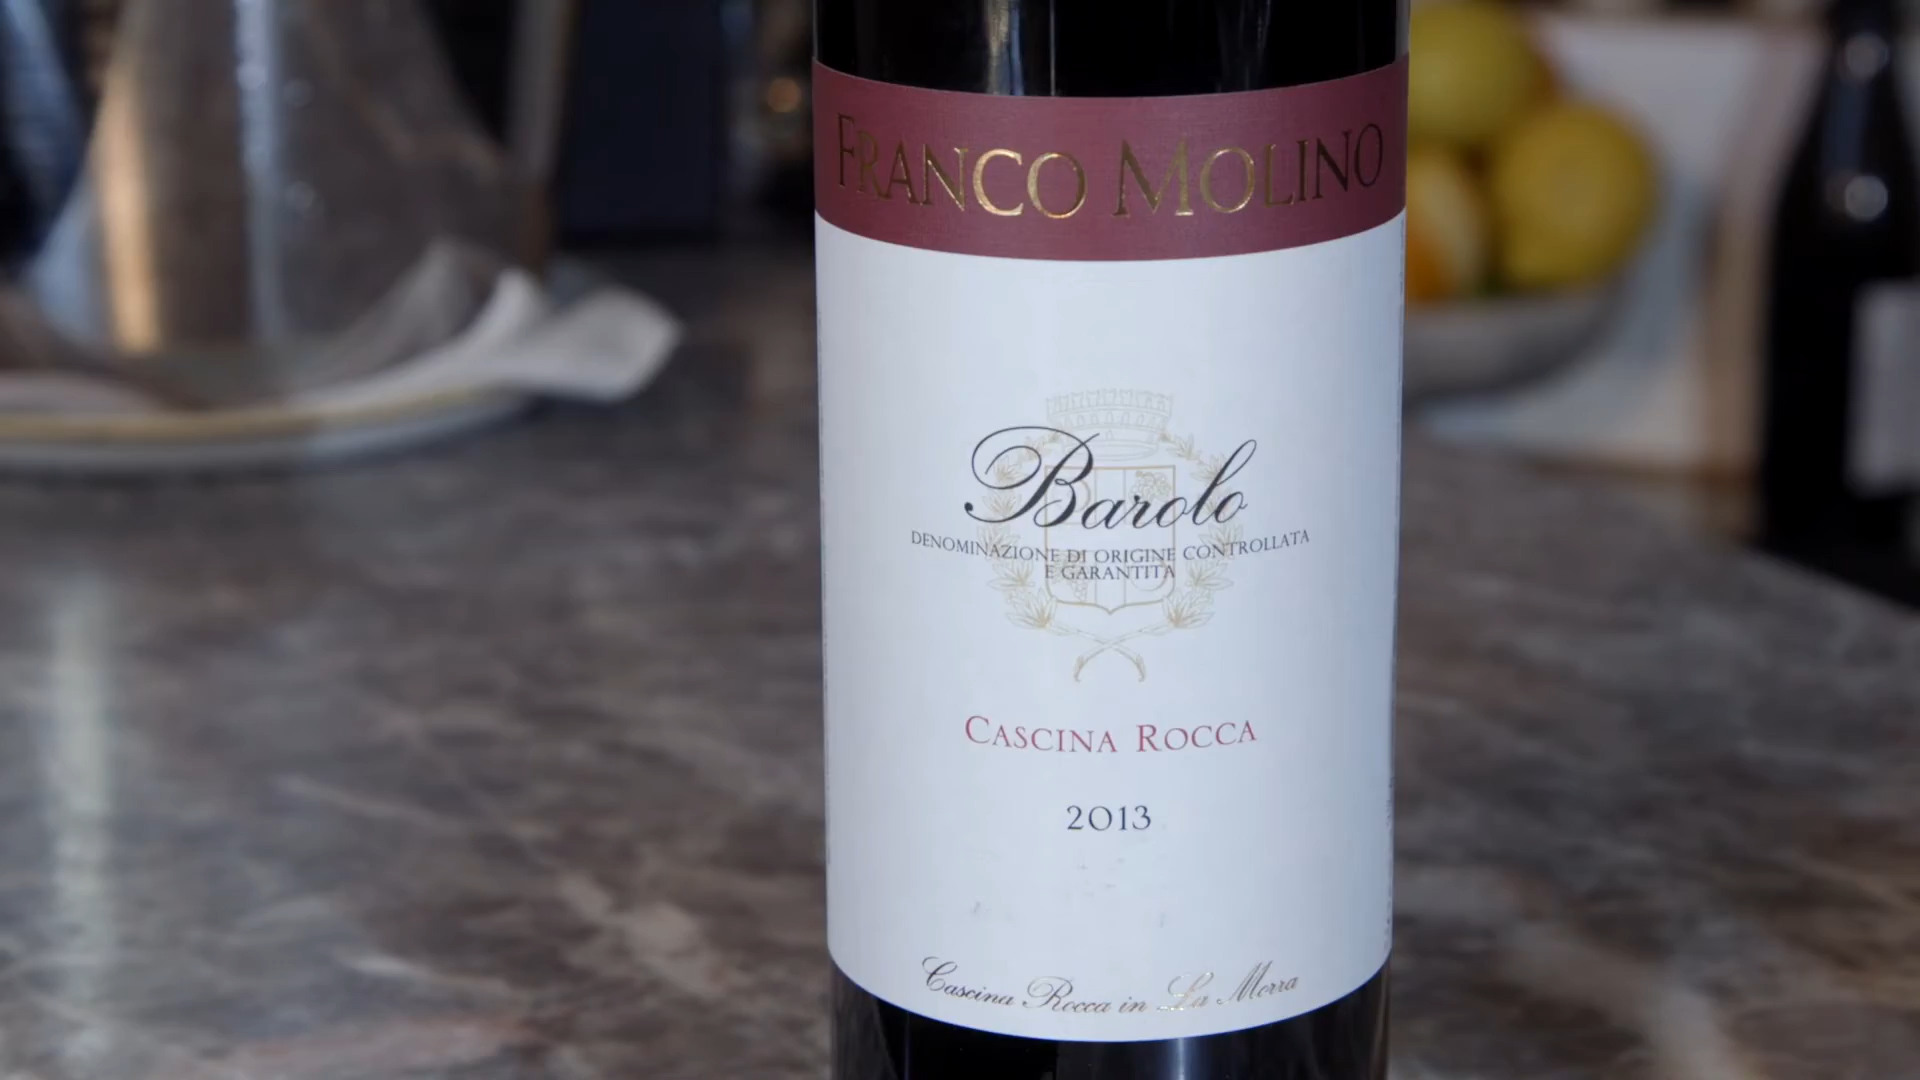 FRANCO MOLINO
Barolo
DENOMINAZIONE DI ORIGINE CONTROLLATA
E GARANTITA
CASCINA ROCCA
2013
Cascina Rocca in La Morra